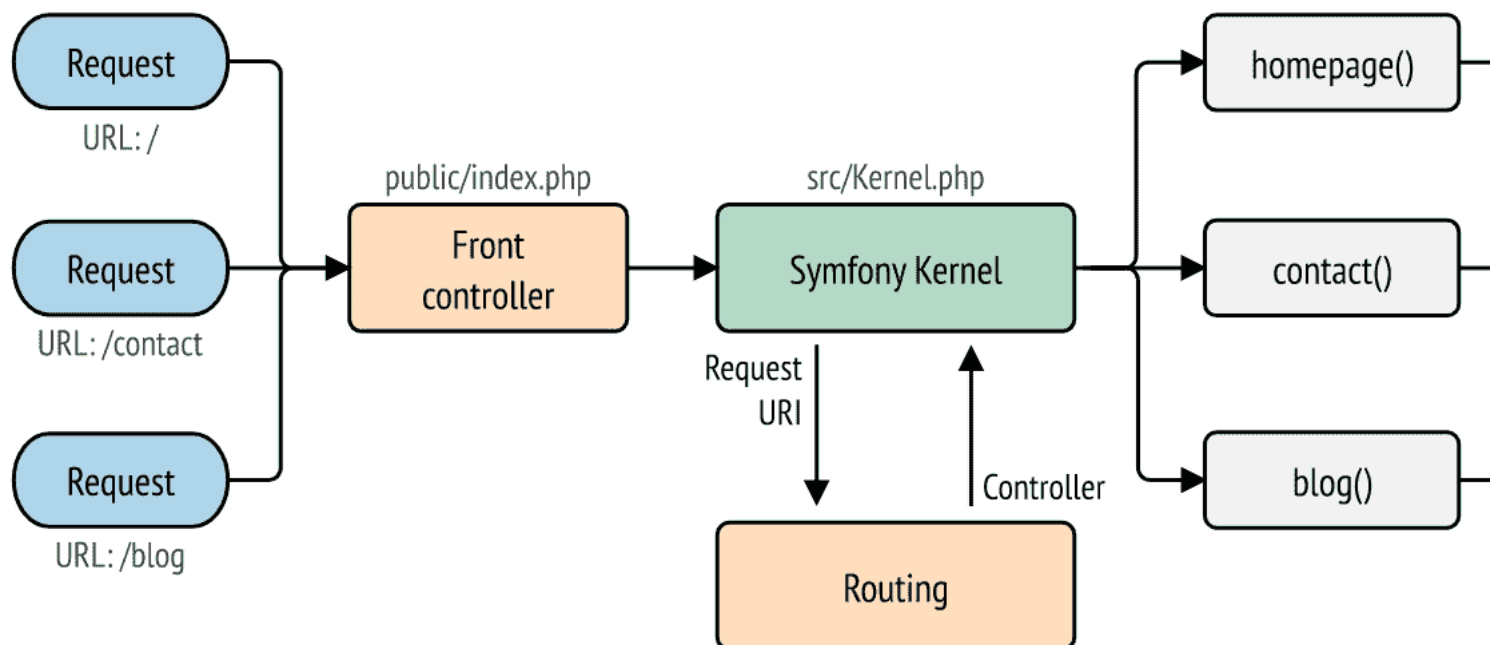 Request
URL: /
Request
URL: /contact
Request
URL: /blog
public/index.php
Front
controller
src/Kernel.php
Symfony Kernel
Request
URI
Controller
Routing
homepage()
contact()
blog()